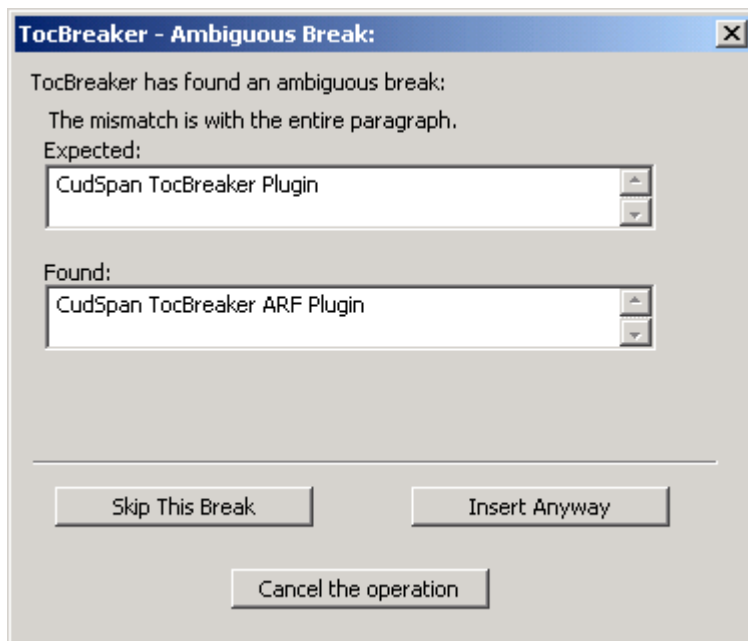 TocBreaker - Ambiguous Break:
TocBreaker has found an ambiguous break:
The mismatch is with the entire paragraph.
Expected:
CudSpan TocBreaker Plugin
Found:
CudSpan TocBreaker ARF Plugin
Skip This Break
Insert Anyway
Cancel the operation